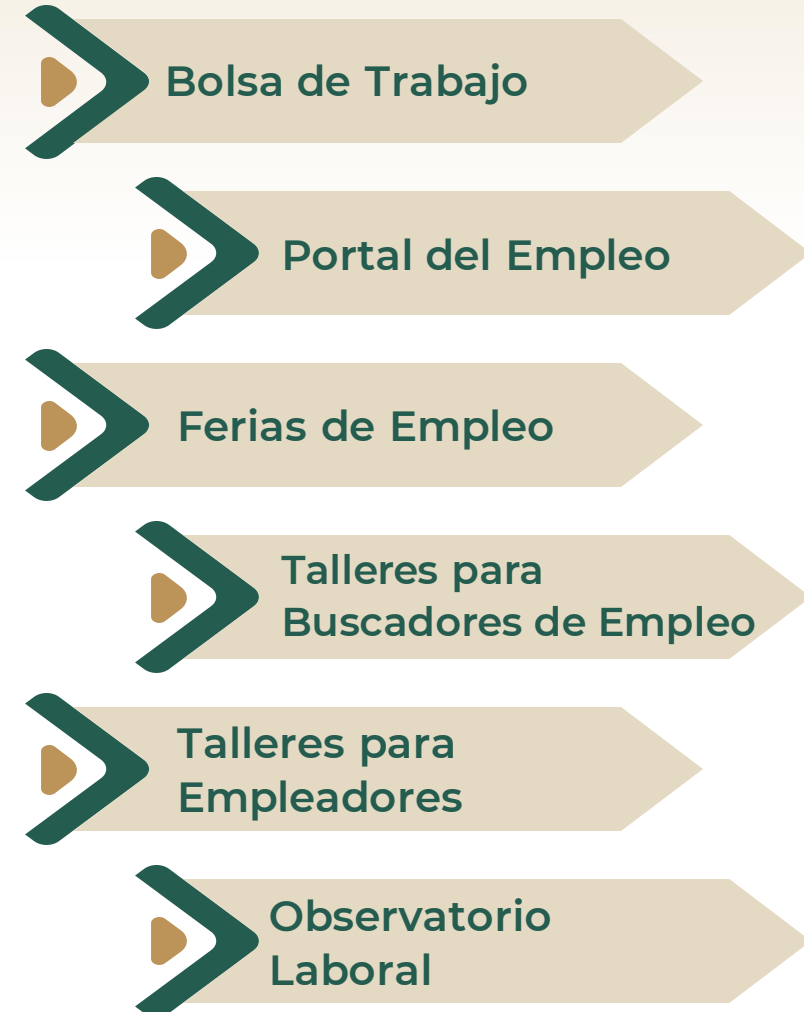 Bolsa de Trabajo
Portal del Empleo
Ferias de Empleo
Talleres para
Buscadores de Empleo
Talleres para
Empleadores
Observatorio
Laboral